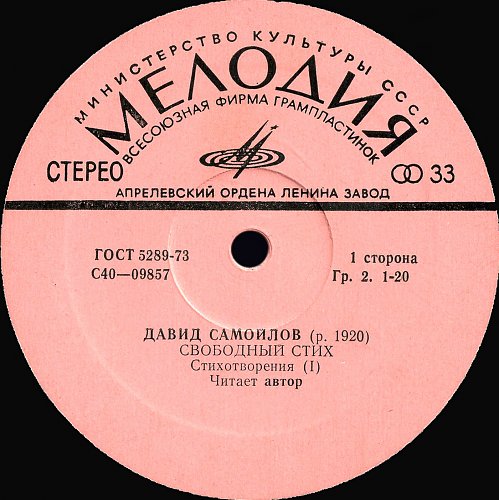 МИНИСТЕРСТВО КУЛЬТУРЫ СССР
МЕЛОДИЯ
ВСЕСОЮЗНАЯ ФИРМА ГРАМПЛАСТИНОК
СТЕРЕО
33
АПРЕЛЕВСКИЙ ОРДЕНА ЛЕНИНА ЗАВОД
ГОСТ 5289-73
С40—09857
1 сторона
Гр. 2. 1-20
ДАВИД САМОЙЛОВ (р. 1920)
СВОБОДНЫЙ СТИХ
Стихотворения (I)
Читает автор